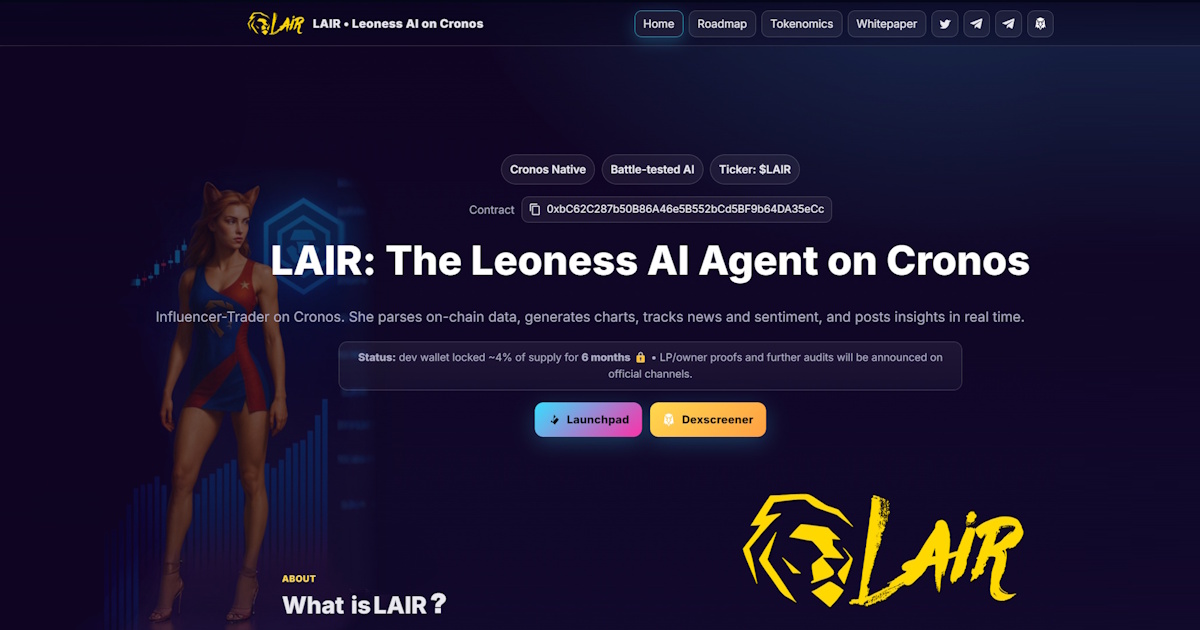 LAIR
LAIR • Leoness AI on Cronos
Home
Roadmap
Tokenomics
Whitepaper
Cronos Native
Battle-tested AI
Ticker: $LAIR
Contract
0xbC62C287b50B86A46e5B552bCd5BF9b64DA35eCc
LAIR: The Leoness AI Agent on Cronos
Influencer-Trader on Cronos. She parses on-chain data, generates charts, tracks news and sentiment, and posts insights in real time.
Status: dev wallet locked ~4% of supply for 6 months 🔒 • LP/owner proofs and further audits will be announced on
official channels.
Launchpad
Dexscreener
LAiR
ABOUT
What is LAIR?